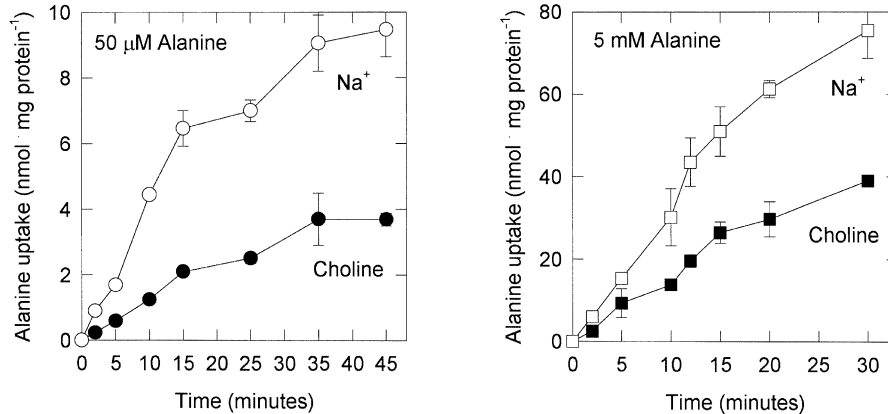 Alanine uptake (nmol · mg protein⁻¹)
10
8
6
4
2
0
50 μM Alanine
Na⁺
Choline
0 5 10 15 20 25 30 35 40 45
Time (minutes)
Alanine uptake (nmol · mg protein⁻¹)
80
60
40
20
0
5 mM Alanine
Na⁺
Choline
0 5 10 15 20 30
Time (minutes)